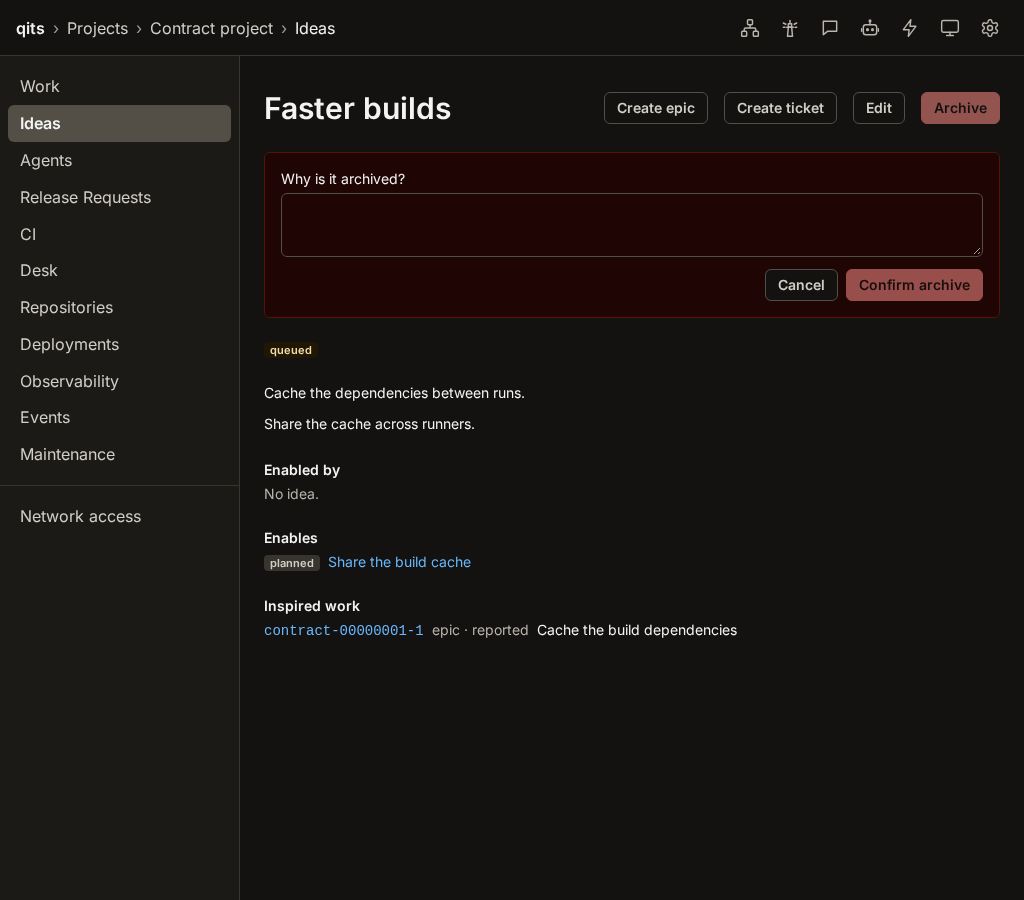 qits › Projects › Contract project › Ideas
Work
Ideas
Agents
Release Requests
CI
Desk
Repositories
Deployments
Observability
Events
Maintenance
Network access
Faster builds
Create epic
Create ticket
Edit
Archive
Why is it archived?
Cancel
Confirm archive
queued
Cache the dependencies between runs.
Share the cache across runners.
Enabled by
No idea.
Enables
planned Share the build cache
Inspired work
contract-00000001-1 epic · reported Cache the build dependencies